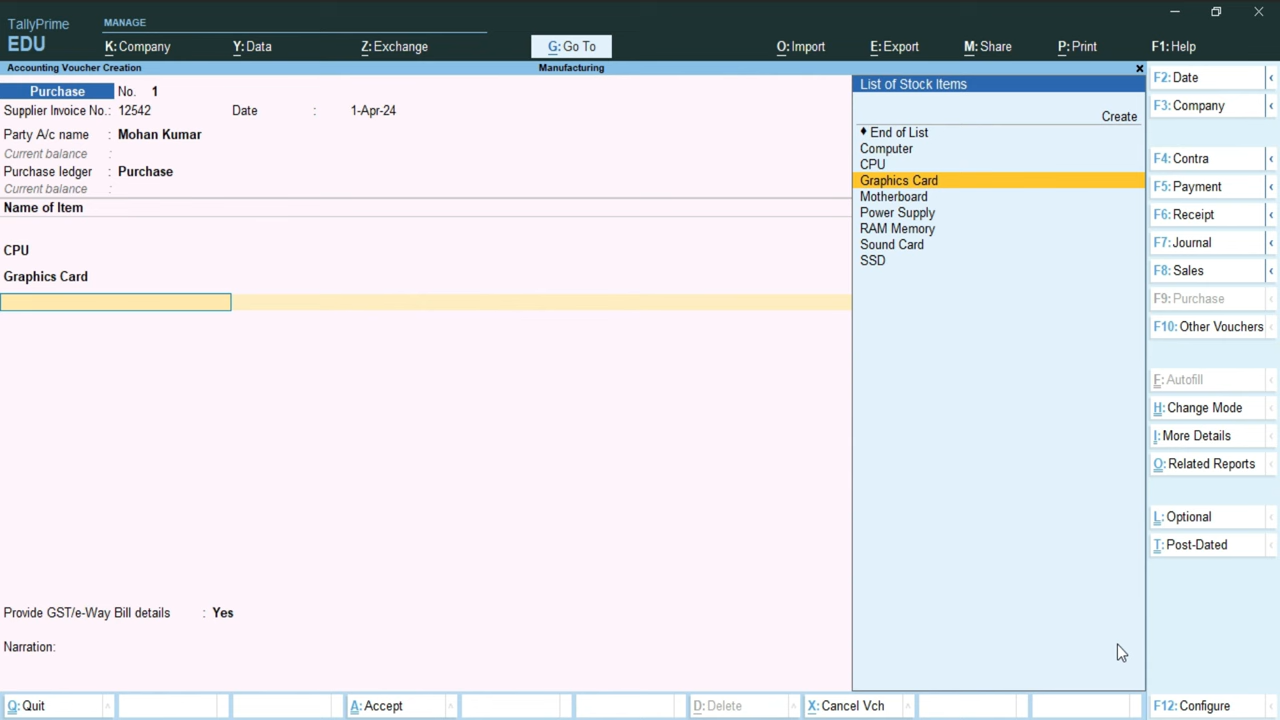 TallyPrime
EDU
MANAGE
K:Company Y:Data Z:Exchange G:Go To O:Import E:Export M:Share P:Print F1:Help
Accounting Voucher Creation Manufacturing
Purchase No. 1
Supplier Invoice No.: 12542 Date : 1-Apr-24
Party A/c name : Mohan Kumar
Current balance :
Purchase ledger : Purchase
Current balance :
Name of Item
CPU
Graphics Card
Provide GST/e-Way Bill details : Yes
Narration:
List of Stock Items
Create
♦ End of List
Computer
CPU
Graphics Card
Motherboard
Power Supply
RAM Memory
Sound Card
SSD
F2:Date
F3:Company
F4:Contra
F5:Payment
F6:Receipt
F7:Journal
F8:Sales
F9:Purchase
F10:Other Vouchers
F:Autofill
H:Change Mode
I:More Details
O:Related Reports
L:Optional
T:Post-Dated
Q:Quit A:Accept D:Delete X:Cancel Vch F12:Configure